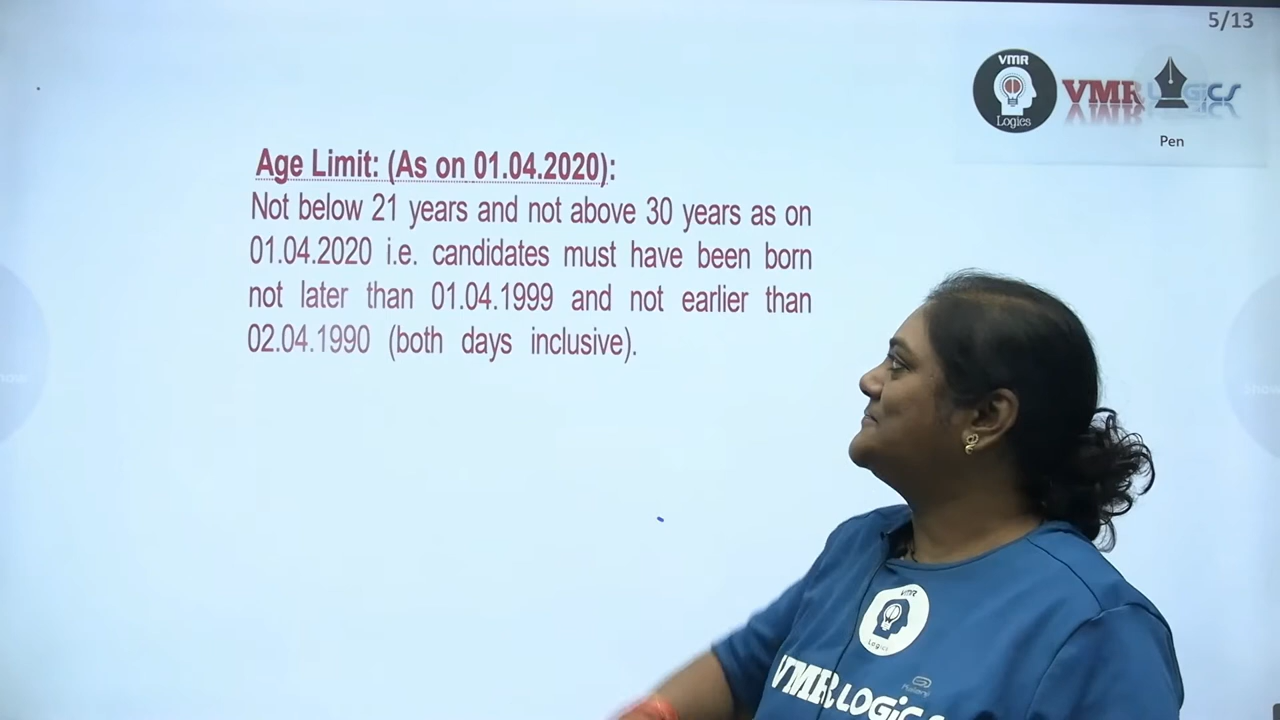 5/13
VMR
Logics
VMR LOGiCS
Pen
Age Limit: (As on 01.04.2020):
Not below 21 years and not above 30 years as on
01.04.2020 i.e. candidates must have been born
not later than 01.04.1999 and not earlier than
02.04.1990 (both days inclusive).
VMR
Logics
VMR LOGiCS